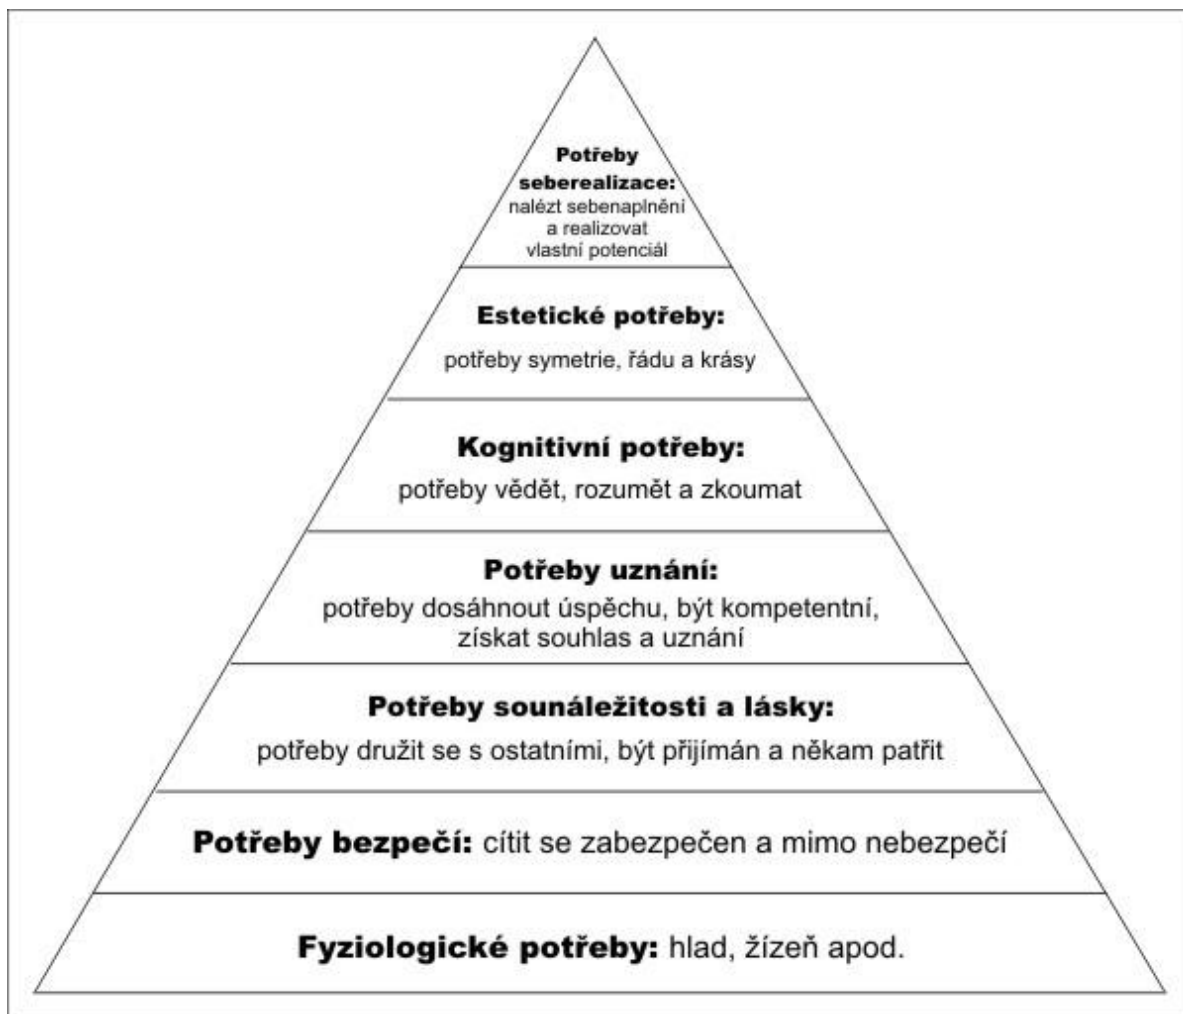 Potřeby
seberealizace:
nalézt sebenaplnění
a realizovat
vlastní potenciál
Estetické potřeby:
potřeby symetrie, řádu a krásy
Kognitivní potřeby:
potřeby vědět, rozumět a zkoumat
Potřeby uznání:
potřeby dosáhnout úspěchu, být kompetentní,
získat souhlas a uznání
Potřeby sounáležitosti a lásky:
potřeby družit se s ostatními, být přijímán a někam patřit
Potřeby bezpečí: cítit se zabezpečen a mimo nebezpečí
Fyziologické potřeby: hlad, žízeň apod.